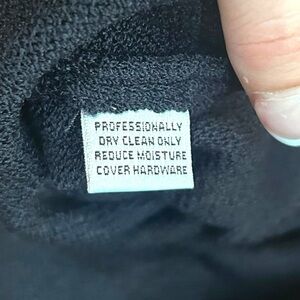 PROFESSIONALLY
DRY CLEAN ONLY
REDUCE MOISTURE
COVER HARDWARE